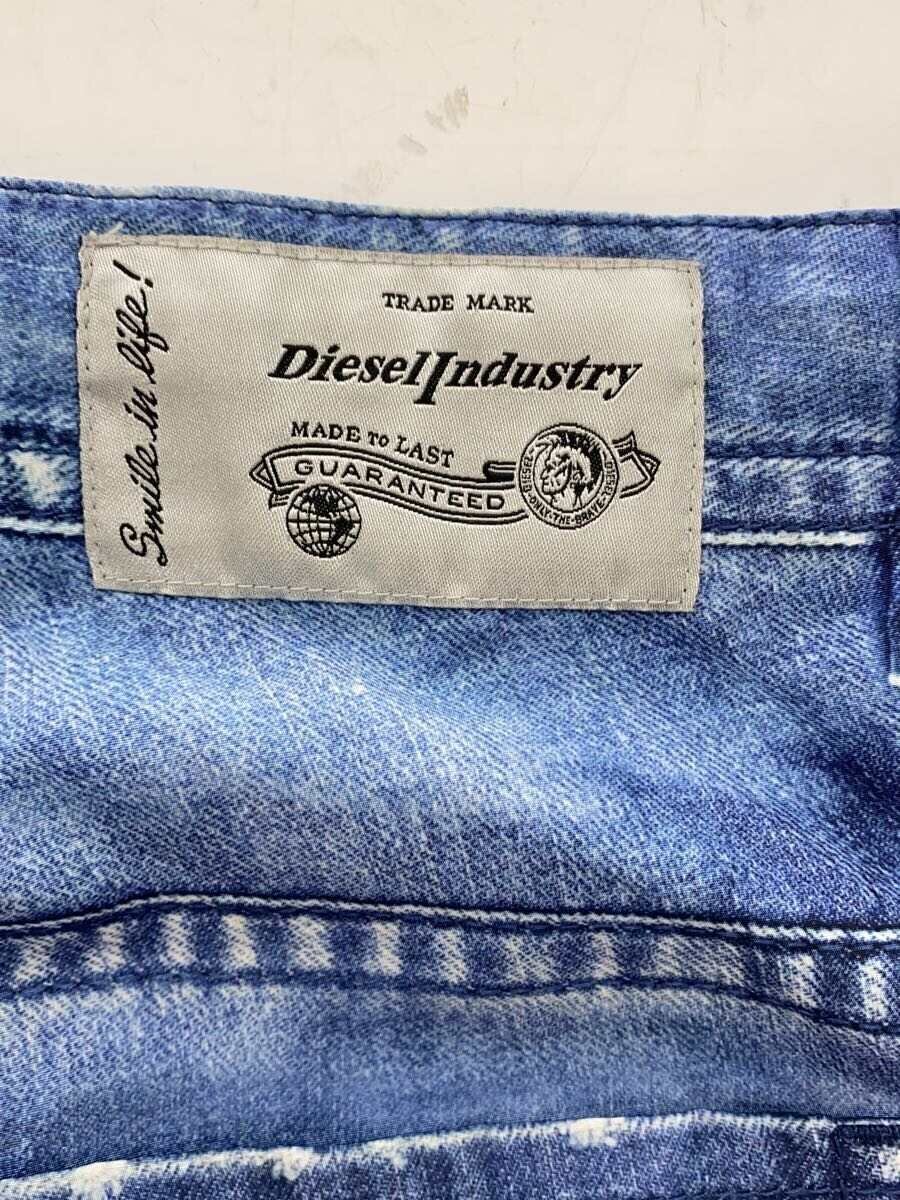 Smile in life!
TRADE MARK
DieselIndustry
MADE TO LAST
GUARANTEED
DIESEL·ONLY·THE·BRAVE·DIESEL